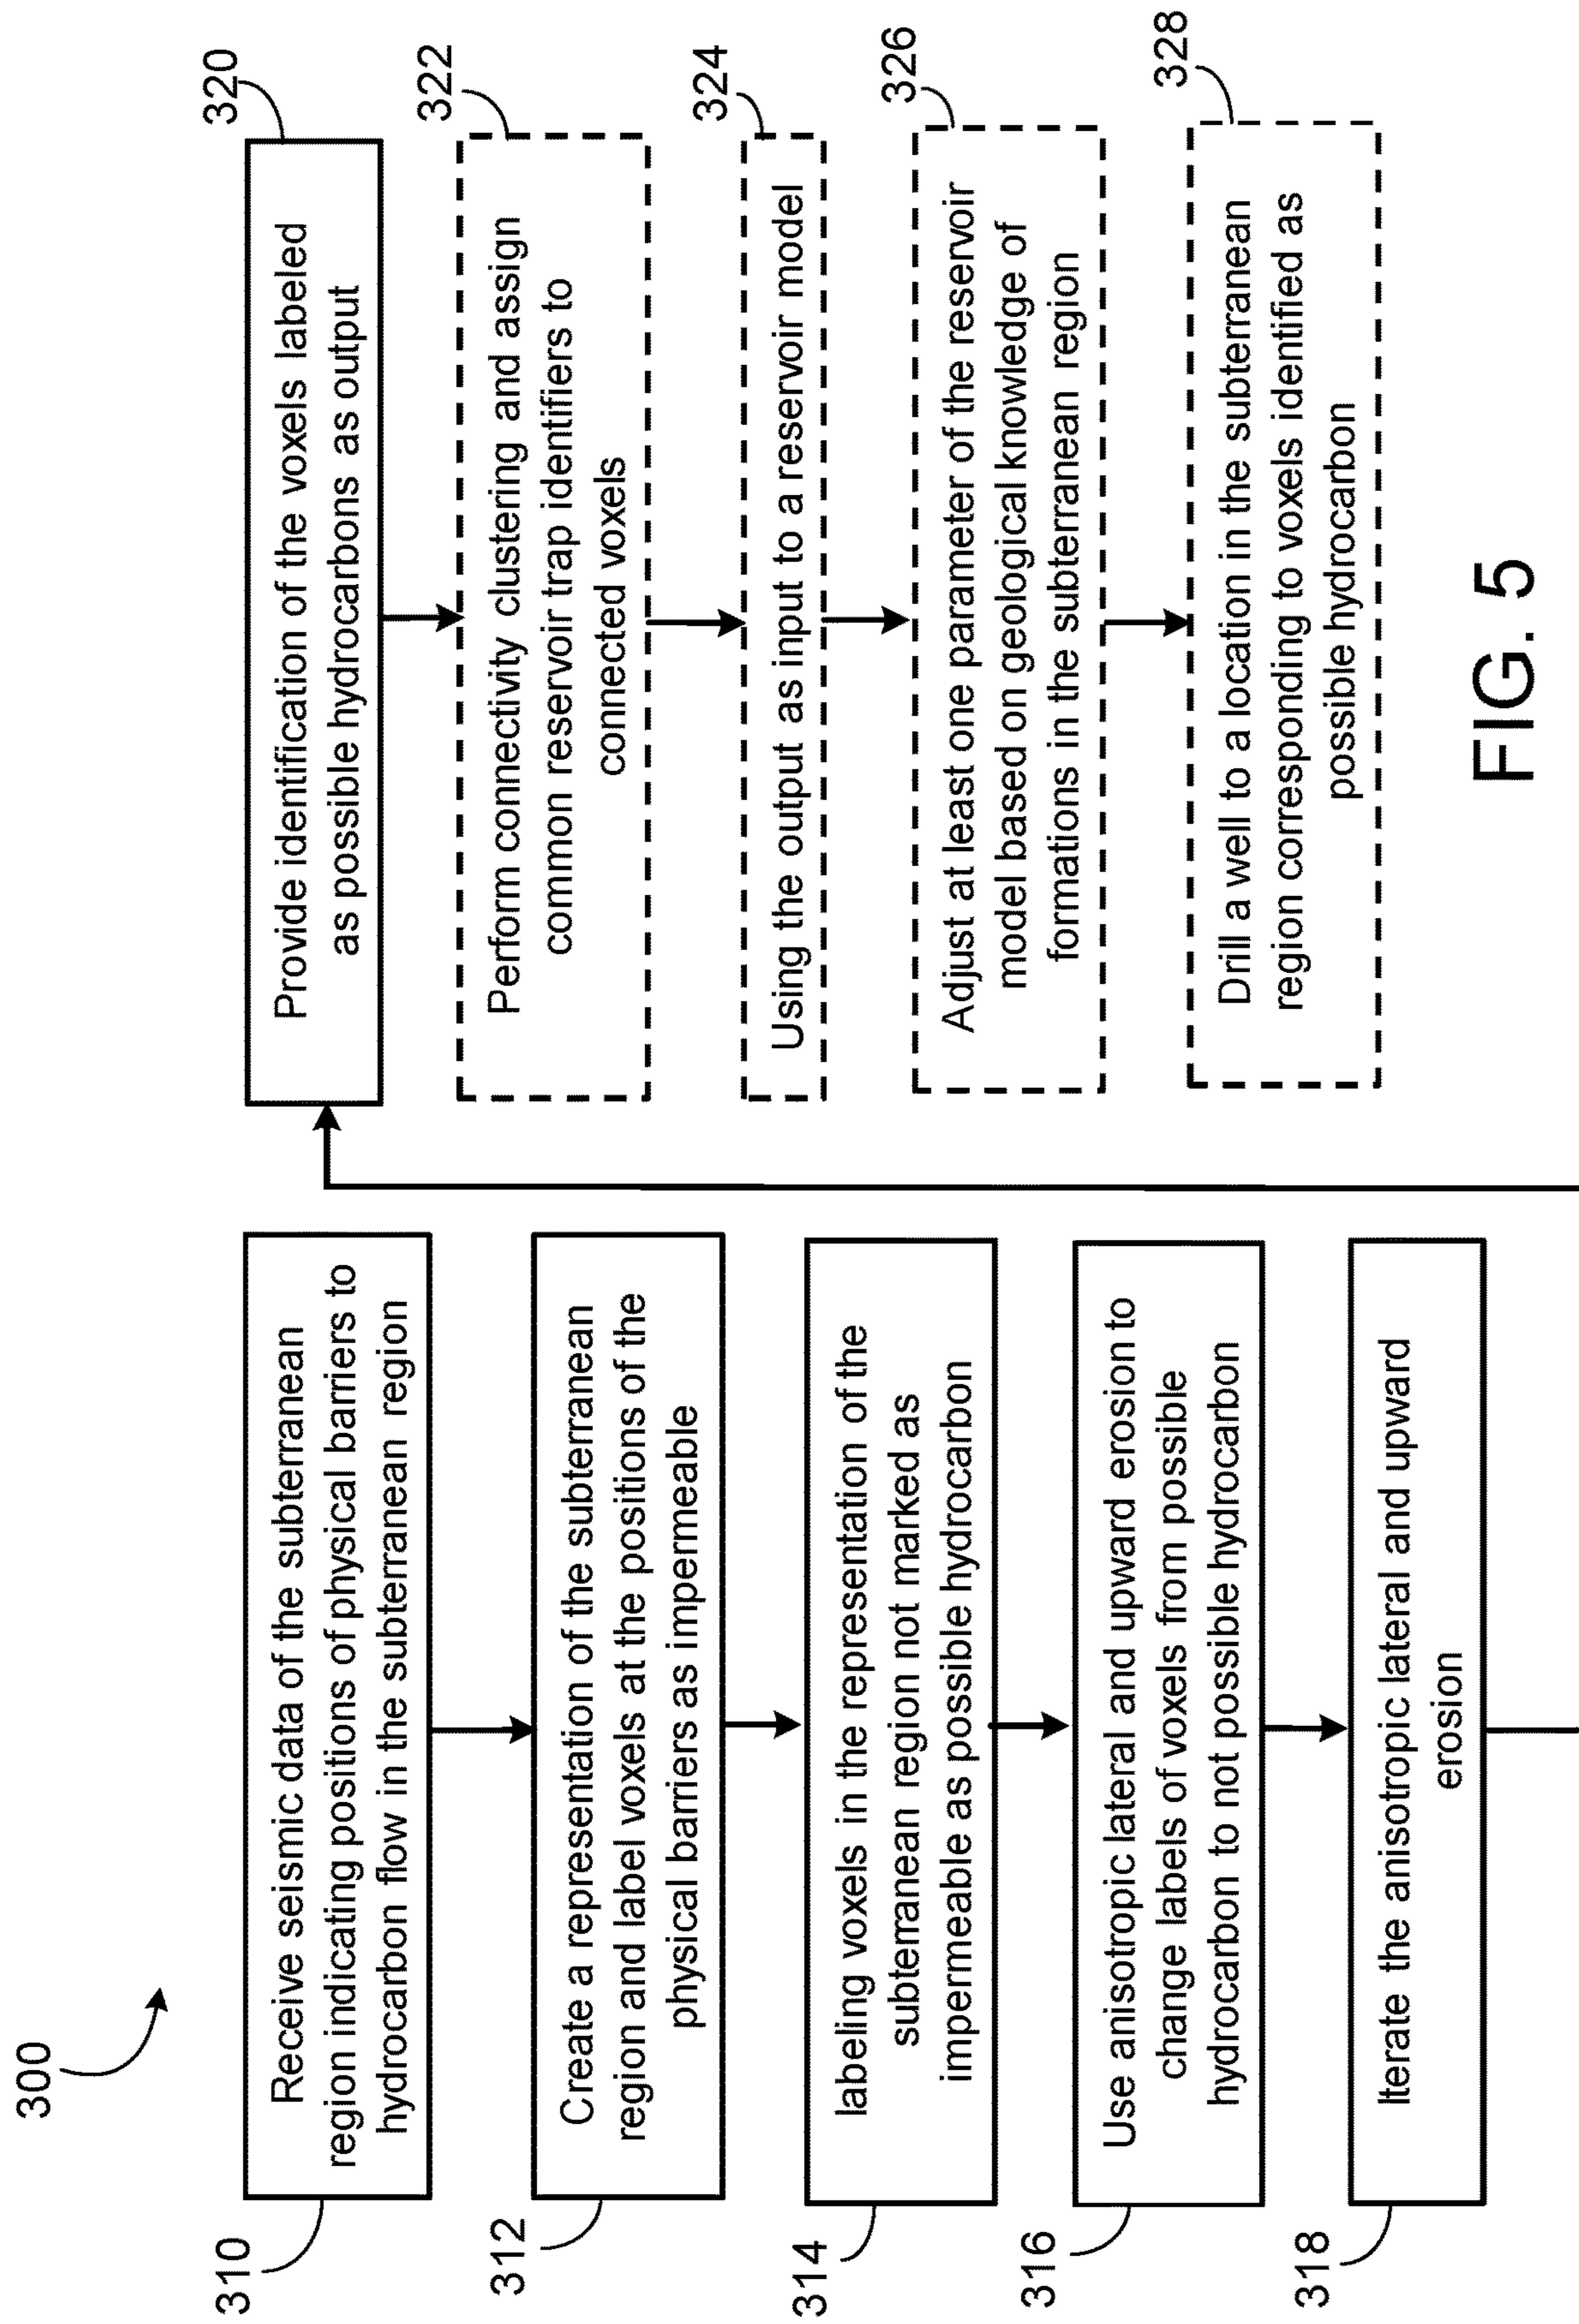 300
310
Receive seismic data of the subterranean
region indicating positions of physical barriers to
hydrocarbon flow in the subterranean region
312
Create a representation of the subterranean
region and label voxels at the positions of the
physical barriers as impermeable
314
labeling voxels in the representation of the
subterranean region not marked as
impermeable as possible hydrocarbon
316
Use anisotropic lateral and upward erosion to
change labels of voxels from possible
hydrocarbon to not possible hydrocarbon
318
Iterate the anisotropic lateral and upward
erosion
320
Provide identification of the voxels labeled
as possible hydrocarbons as output
322
Perform connectivity clustering and assign
common reservoir trap identifiers to
connected voxels
324
Using the output as input to a reservoir model
326
Adjust at least one parameter of the reservoir
model based on geological knowledge of
formations in the subterranean region
328
Drill a well to a location in the subterranean
region corresponding to voxels identified as
possible hydrocarbon
FIG. 5